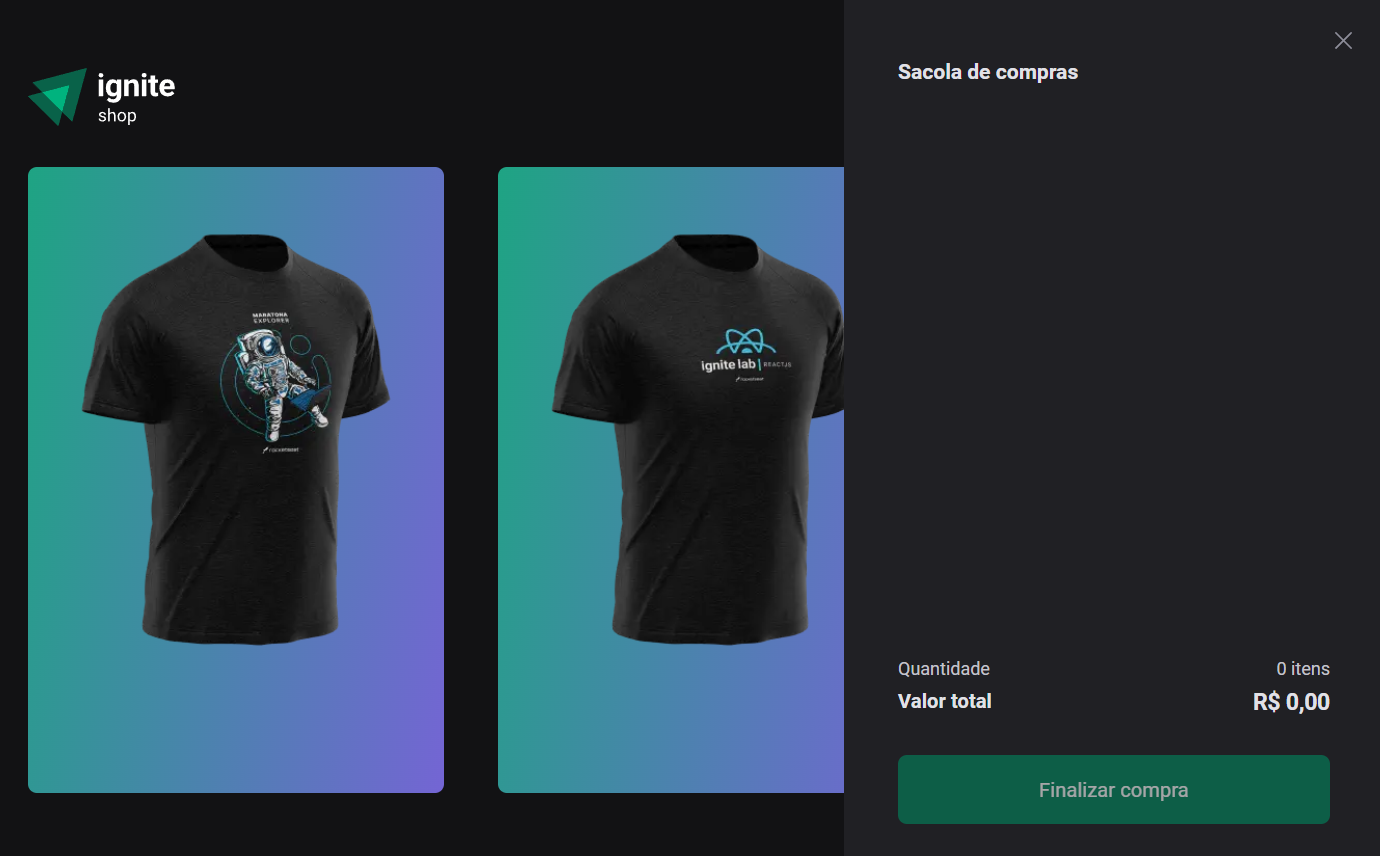 ignite
shop
MARATONA
EXPLORER
ignite lab | REACTJS
Sacola de compras
Quantidade
0 itens
Valor total
R$ 0,00
Finalizar compra